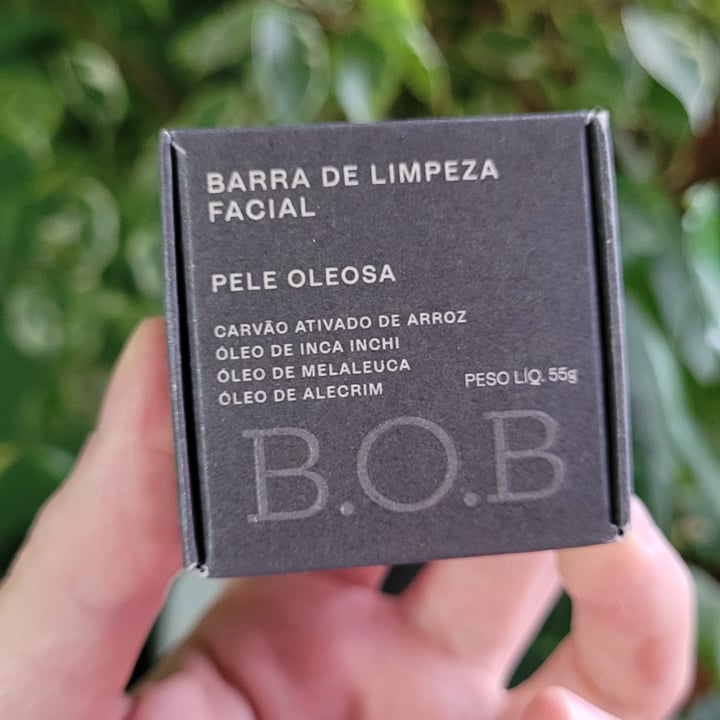 BARRA DE LIMPEZA
FACIAL
PELE OLEOSA
CARVÃO ATIVADO DE ARROZ
ÓLEO DE INCA INCHI
ÓLEO DE MELALEUCA
ÓLEO DE ALECRIM
PESO LÍQ. 55g
B.O.B